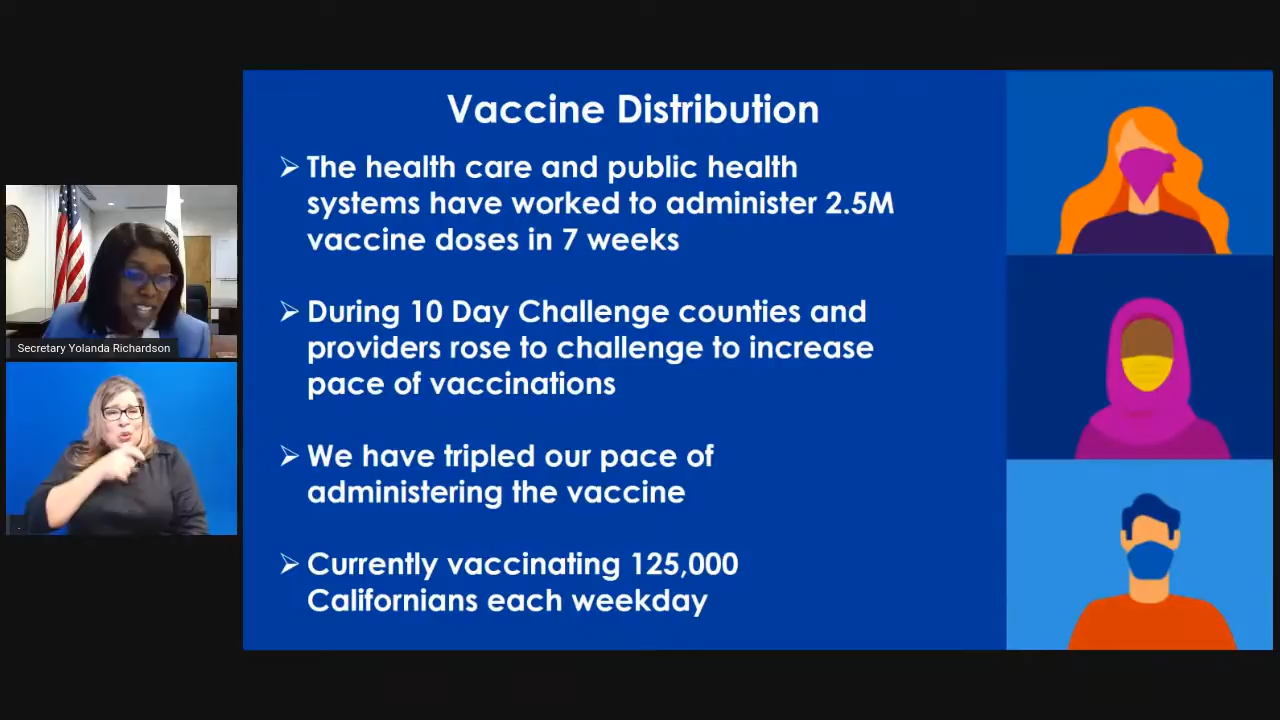 Vaccine Distribution
➢ The health care and public health
systems have worked to administer 2.5M
vaccine doses in 7 weeks
➢ During 10 Day Challenge counties and
providers rose to challenge to increase
pace of vaccinations
➢ We have tripled our pace of
administering the vaccine
➢ Currently vaccinating 125,000
Californians each weekday
Secretary Yolanda Richardson